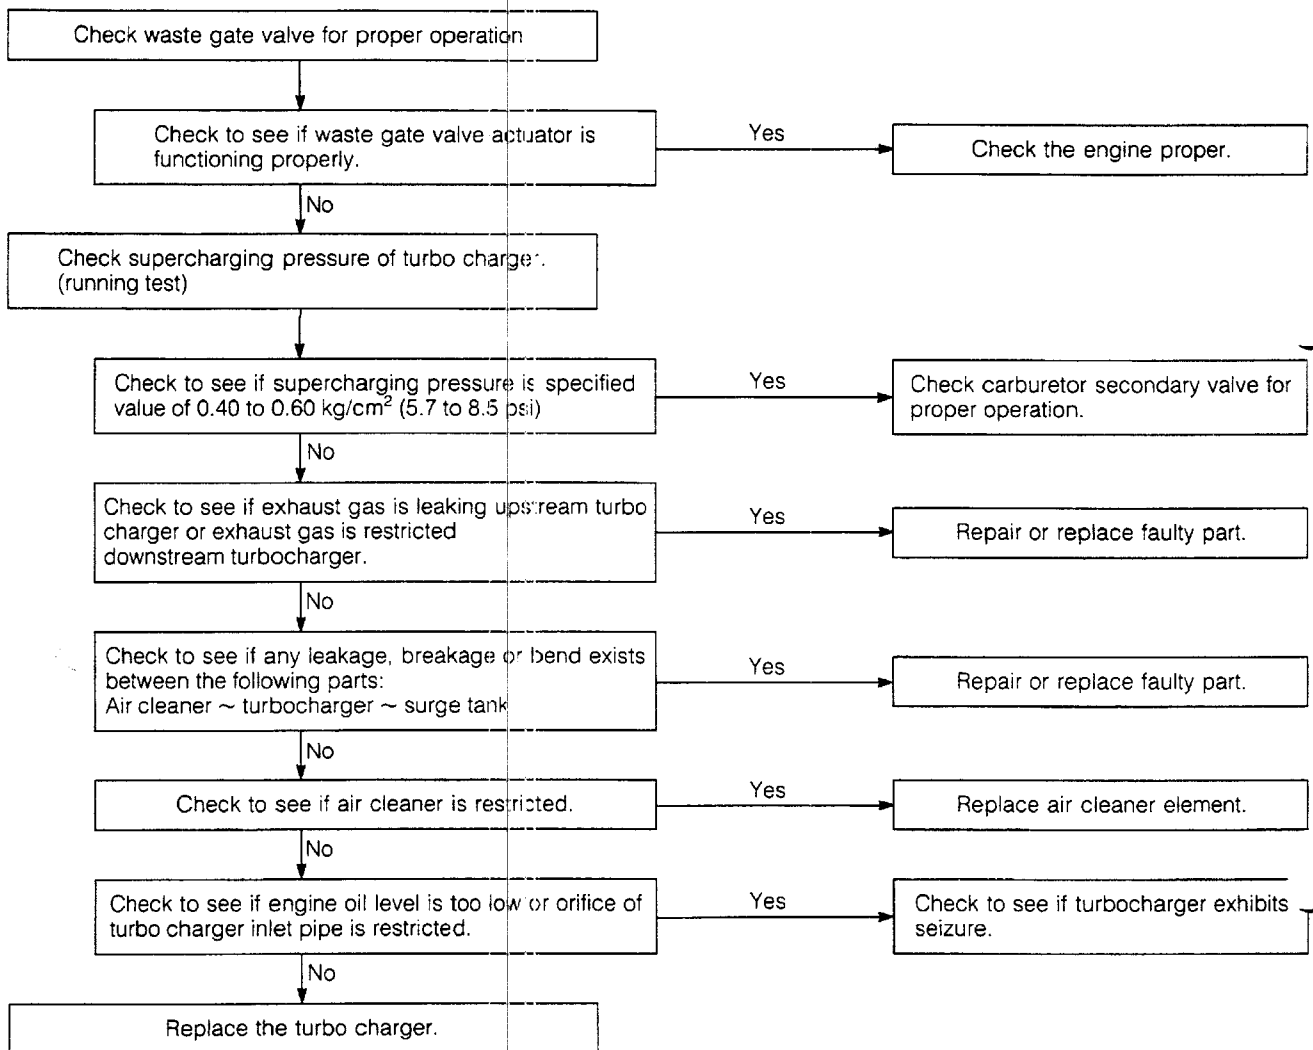 Check waste gate valve for proper operation
Check to see if waste gate valve actuator is
functioning properly.
Yes
Check the engine proper.
No
Check supercharging pressure of turbo charger.
(running test)
Check to see if supercharging pressure is specified
value of 0.40 to 0.60 kg/cm² (5.7 to 8.5 psi)
Yes
Check carburetor secondary valve for
proper operation.
No
Check to see if exhaust gas is leaking upstream turbo
charger or exhaust gas is restricted
downstream turbocharger.
Yes
Repair or replace faulty part.
No
Check to see if any leakage, breakage or bend exists
between the following parts:
Air cleaner ~ turbocharger ~ surge tank
Yes
Repair or replace faulty part.
No
Check to see if air cleaner is restricted.
Yes
Replace air cleaner element.
No
Check to see if engine oil level is too low or orifice of
turbo charger inlet pipe is restricted.
Yes
Check to see if turbocharger exhibits
seizure.
No
Replace the turbo charger.